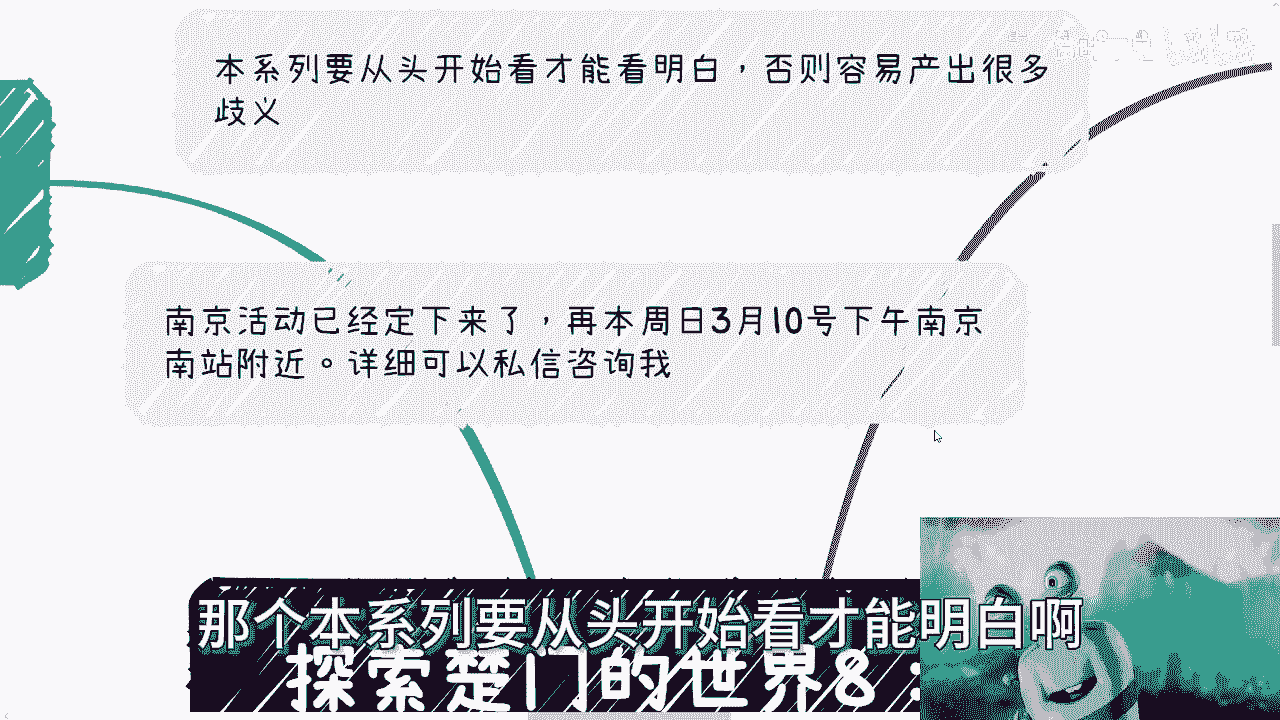 本系列要从头开始看才能看明白，否则容易产出很多
歧义
南京活动已经定下来了，再本周日3月10号下午南京
南站附近。详细可以私信咨询我
那个本系列要从头开始看才能明白啊
探索楚门的世界8：